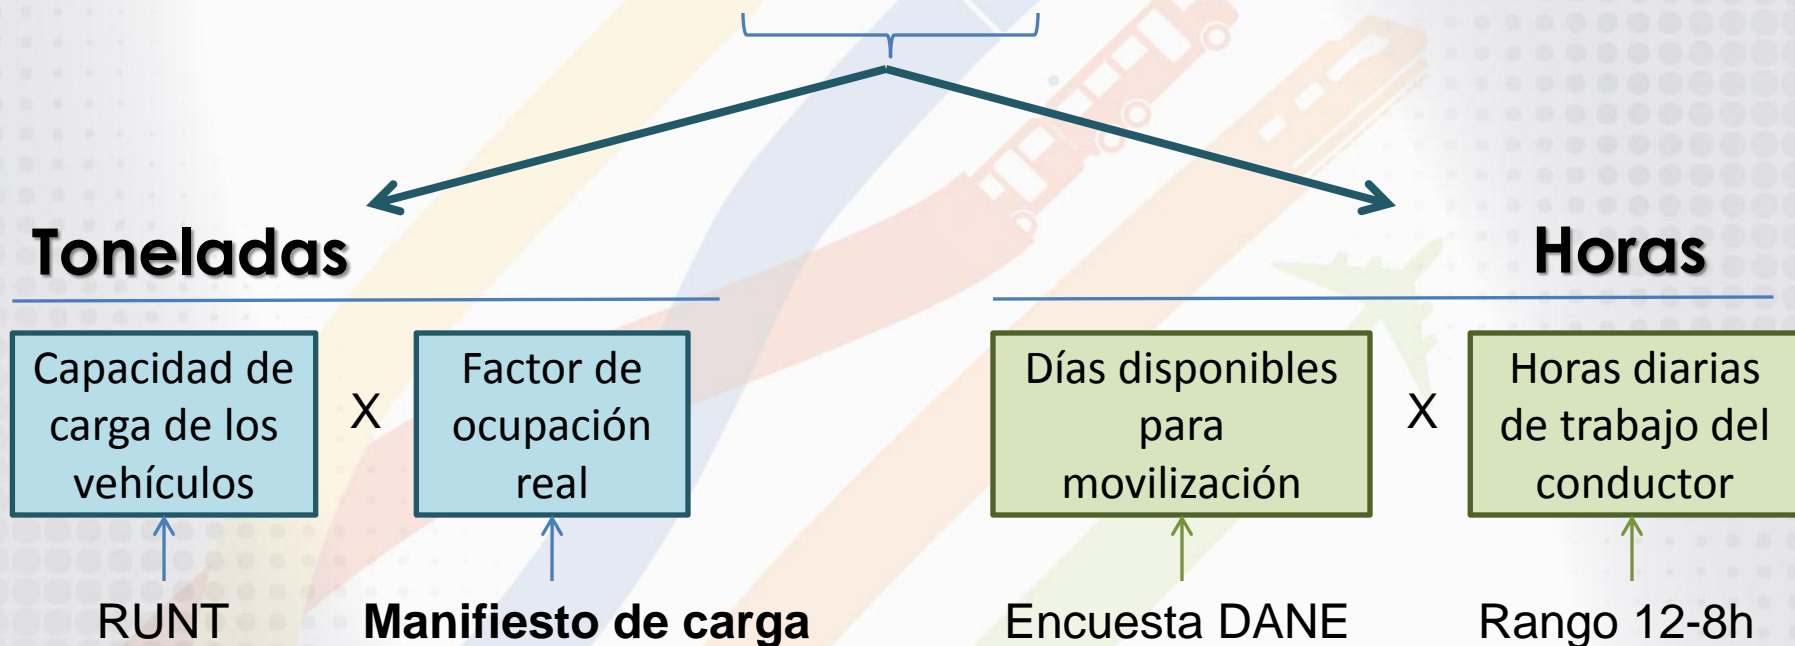 Toneladas
Horas
Capacidad de
carga de los
vehículos
X
Factor de
ocupación
real
Días disponibles
para
movilización
X
Horas diarias
de trabajo del
conductor
RUNT
Manifiesto de carga
Encuesta DANE
Rango 12-8h